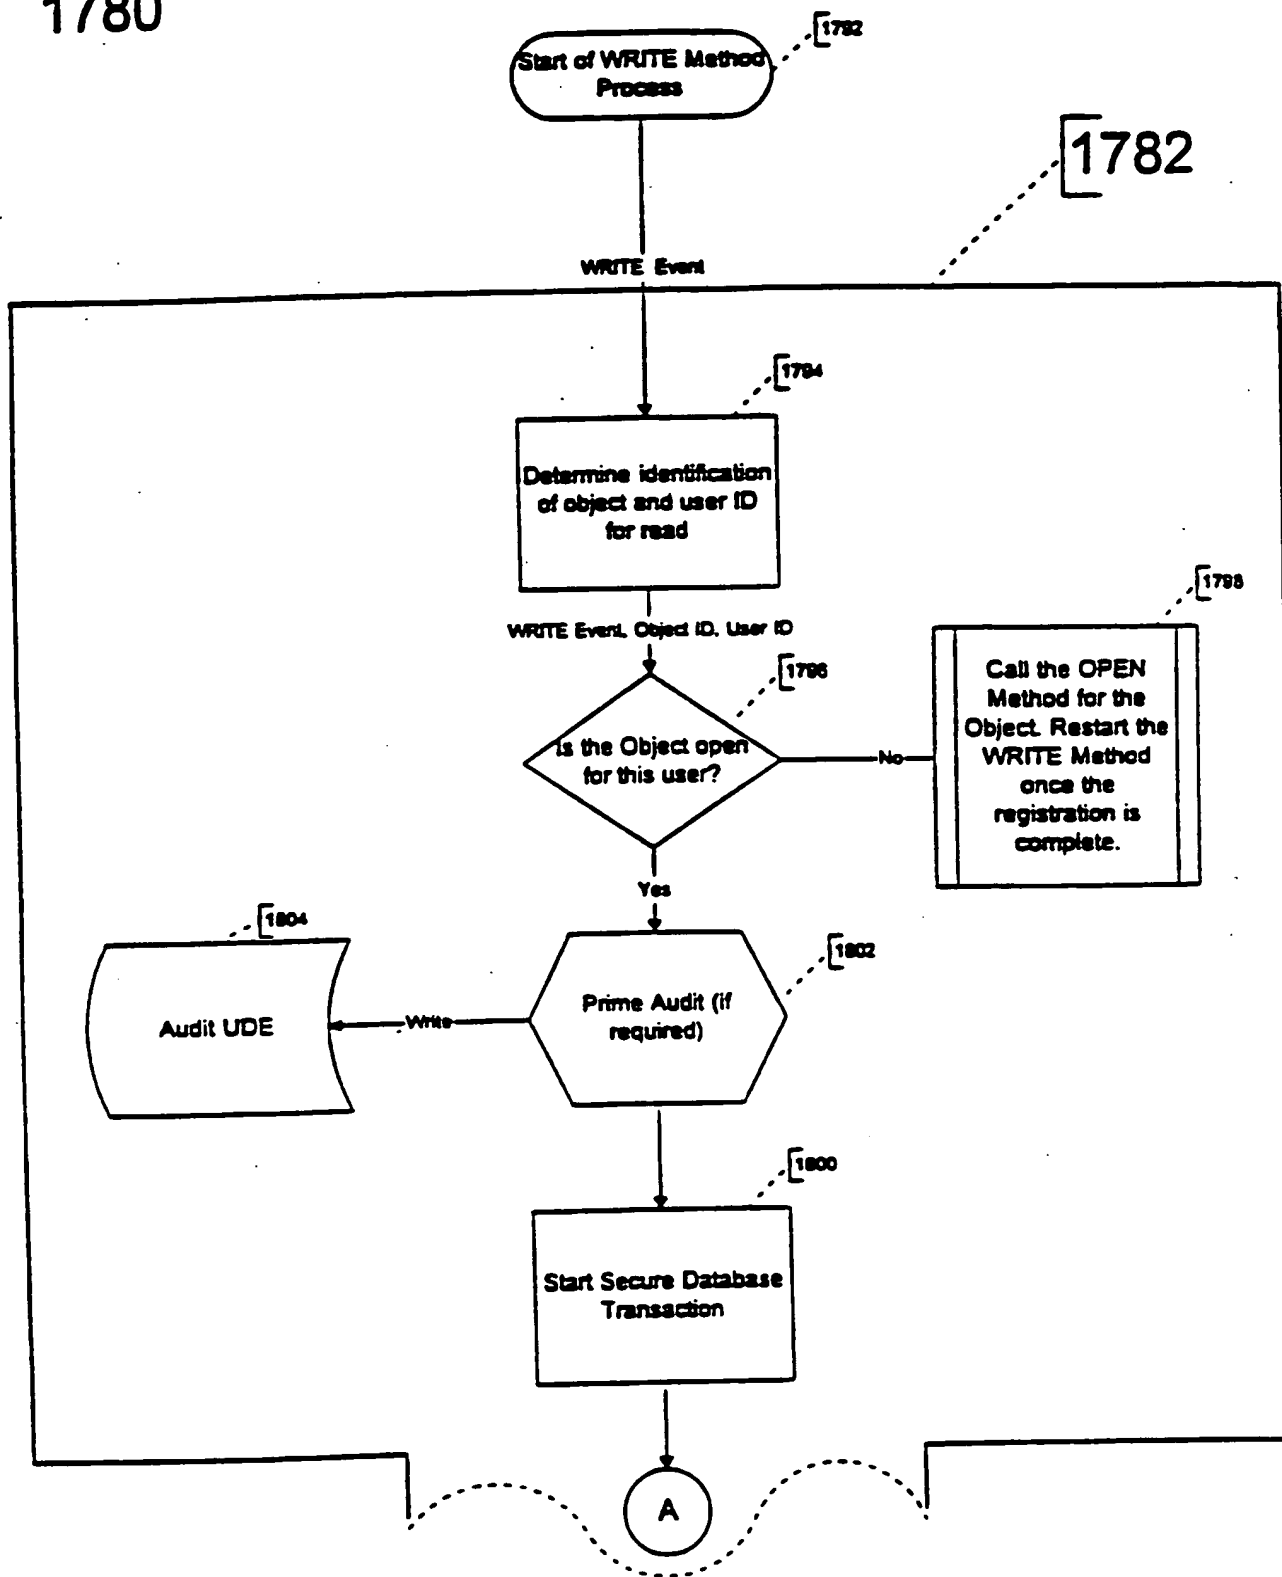 1780
1792
Start of WRITE Method
Process
1782
WRITE Event
1794
Determine identification
of object and user ID
for read
1798
WRITE Event, Object ID, User ID
1796
Call the OPEN
Method for the
Object. Restart the
WRITE Method
once the
registration is
complete.
Is the Object open
for this user?
No
Yes
1804
1802
Prime Audit (if
required)
Audit UDE
Write
1800
Start Secure Database
Transaction
A